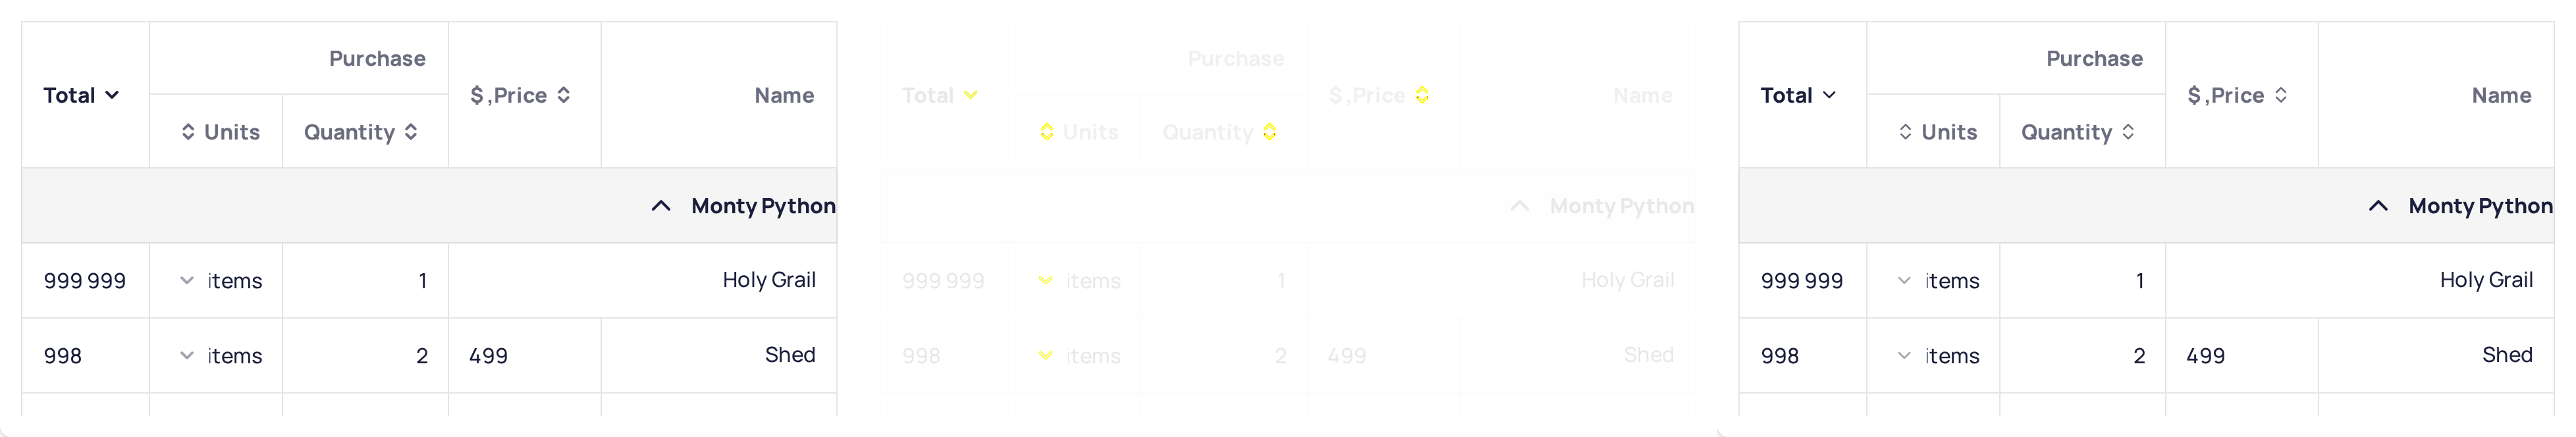 Purchase
Total $ ,Price Name
Units Quantity
Monty Python
999 999 items 1 Holy Grail
998 items 2 499 Shed
Purchase
Total $ ,Price Name
Units Quantity
Monty Python
999 999 items 1 Holy Grail
998 items 2 499 Shed
Purchase
Total $ ,Price Name
Units Quantity
Monty Python
999 999 items 1 Holy Grail
998 items 2 499 Shed